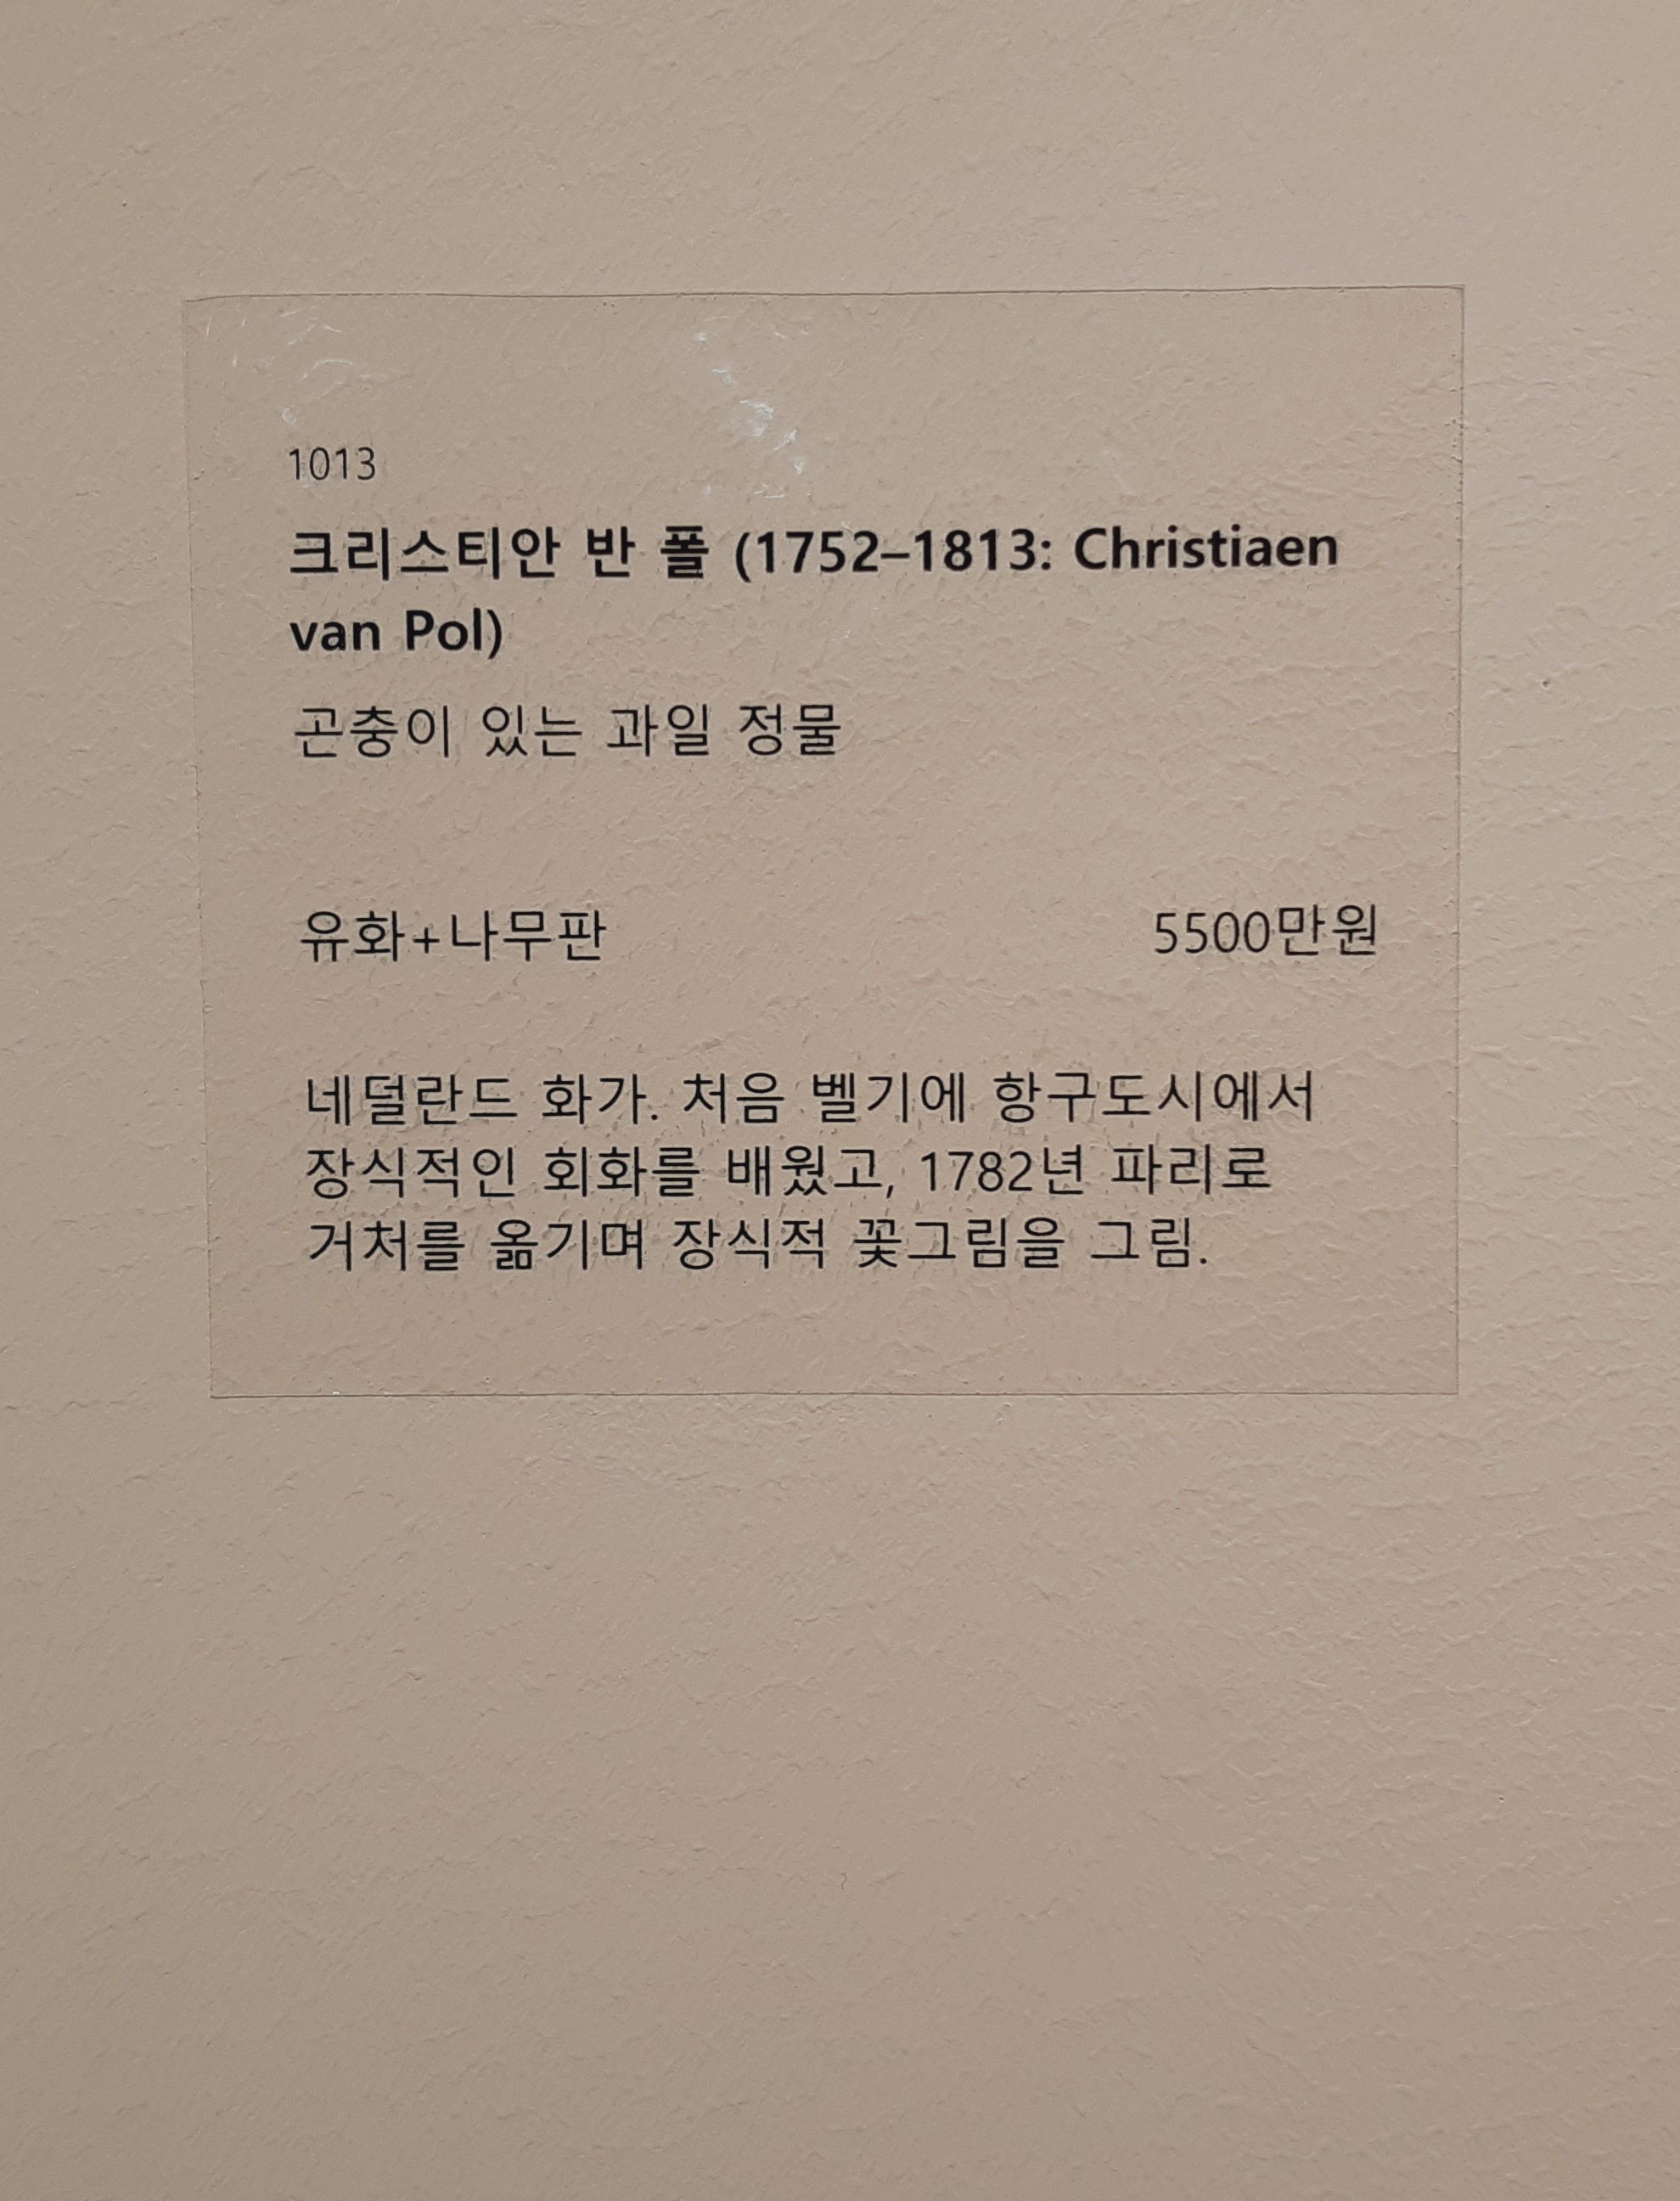 1013
크리스티안 반 폴 (1752–1813: Christiaen
van Pol)
곤충이 있는 과일 정물
유화+나무판 5500만원
네덜란드 화가. 처음 벨기에 항구도시에서
장식적인 회화를 배웠고, 1782년 파리로
거처를 옮기며 장식적 꽃그림을 그림.